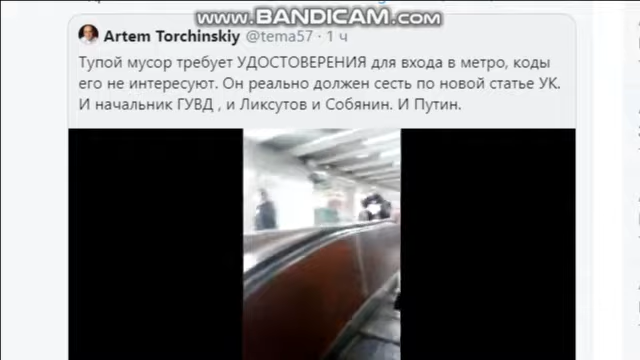 www.BANDICAM.com
Artem Torchinskiy @tema57 · 1 ч
Тупой мусор требует УДОСТОВЕРЕНИЯ для входа в метро, коды
его не интересуют. Он реально должен сесть по новой статье УК.
И начальник ГУВД , и Ликсутов и Собянин. И Путин.